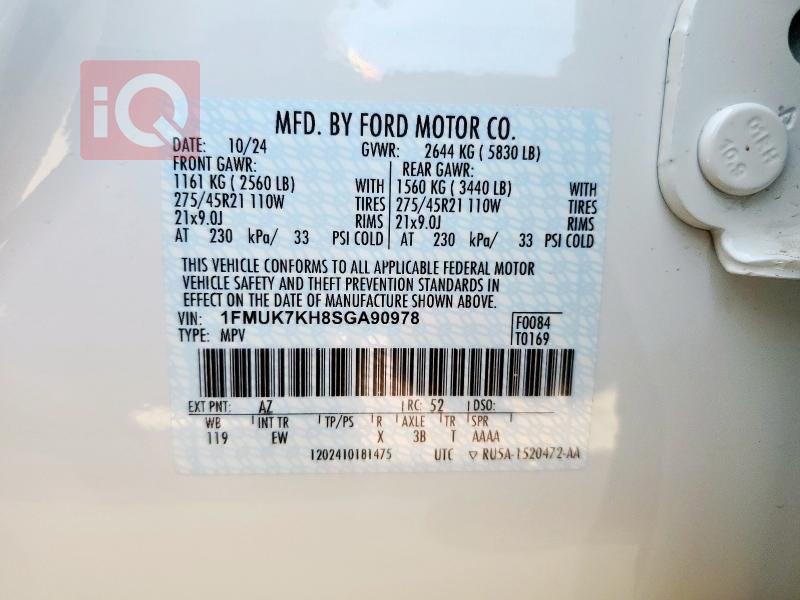 iQ
MFD. BY FORD MOTOR CO.
DATE: 10/24 GVWR: 2644 KG ( 5830 LB)
FRONT GAWR: REAR GAWR:
1161 KG ( 2560 LB) WITH 1560 KG ( 3440 LB) WITH
275/45R21 110W TIRES 275/45R21 110W TIRES
21x9.0J RIMS 21x9.0J RIMS
AT 230 kPa/ 33 PSI COLD AT 230 kPa/ 33 PSI COLD
THIS VEHICLE CONFORMS TO ALL APPLICABLE FEDERAL MOTOR
VEHICLE SAFETY AND THEFT PREVENTION STANDARDS IN
EFFECT ON THE DATE OF MANUFACTURE SHOWN ABOVE.
VIN: 1FMUK7KH8SGA90978 F0084
TYPE: MPV T0169
EXT PNT: AZ RC: 52 DSO:
WB INT TR TP/PS R AXLE TR SPR
119 EW X 3B T AAAA
1202410181475 UTC ▽ RU5A-1520472-AA
10.9